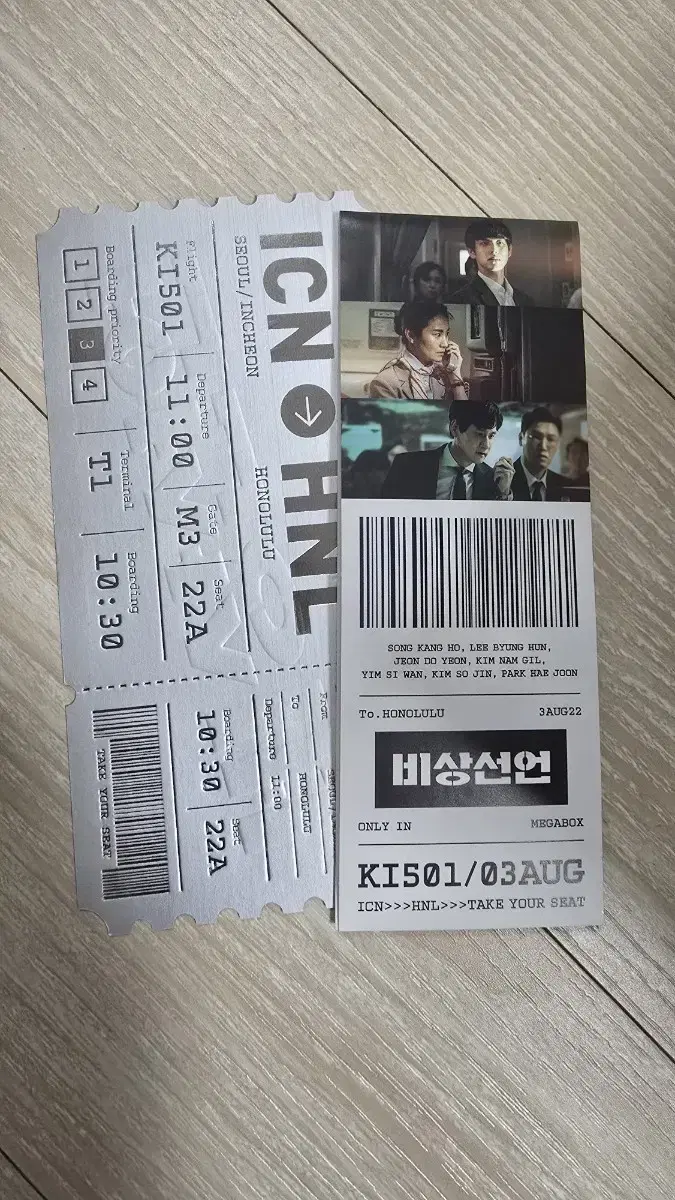 ICN → HNL
SEOUL/INCHEON HONOLULU
Flight Departure Gate Seat
KI501 11:00 M3 22A
Boarding priority Terminal Boarding
1 2 3 4 T1 10:30
From
To HONOLULU
Departure 11:00
Boarding Seat
10:30 22A
TAKE YOUR SEAT
SONG KANG HO, LEE BYUNG HUN,
JEON DO YEON, KIM NAM GIL,
YIM SI WAN, KIM SO JIN, PARK HAE JOON
To.HONOLULU 3AUG22
비상선언
ONLY IN MEGABOX
KI501/03AUG
ICN>>>HNL>>>TAKE YOUR SEAT